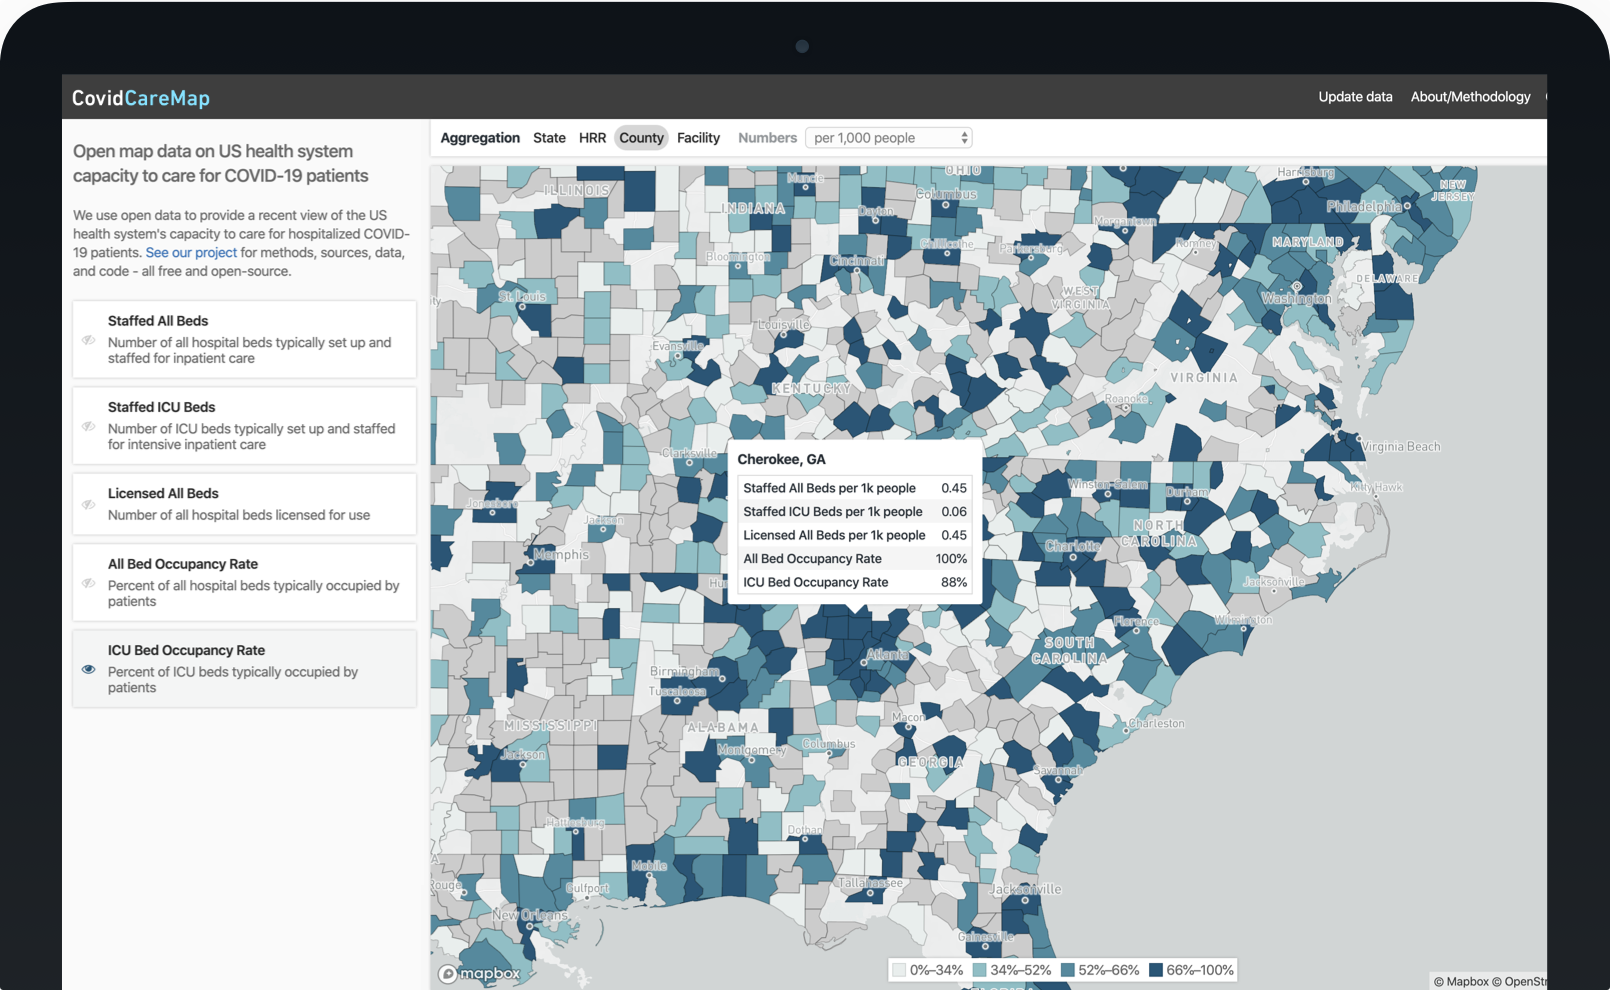 CovidCareMap
Update data
About/Methodology
Open map data on US health system
capacity to care for COVID-19 patients
We use open data to provide a recent view of the US
health system's capacity to care for hospitalized COVID-
19 patients. See our project for methods, sources, data,
and code - all free and open-source.
Staffed All Beds
Number of all hospital beds typically set up and
staffed for inpatient care
Staffed ICU Beds
Number of ICU beds typically set up and staffed
for intensive inpatient care
Licensed All Beds
Number of all hospital beds licensed for use
All Bed Occupancy Rate
Percent of all hospital beds typically occupied by
patients
ICU Bed Occupancy Rate
Percent of ICU beds typically occupied by
patients
Aggregation State HRR County Facility Numbers per 1,000 people
OHIO
Harrisburg
Muncie
ILLINOIS
NEW
JERSEY
Columbus
INDIANA
Dayton
Philadelphia
Morgantown
Chillicothe
Parkersburg
Romney
MARYLAND
Bloomington
Cincinnati
DELAWARE
St. Louis
WEST
VIRGINIA
Washington
Louisville
Evansville
KENTUCKY
VIRGINIA
Roanoke
Clarksville
Virginia Beach
Cherokee, GA
Staffed All Beds per 1k people 0.45
Staffed ICU Beds per 1k people 0.06
Licensed All Beds per 1k people 0.45
All Bed Occupancy Rate 100%
ICU Bed Occupancy Rate 88%
Winston-Salem
Durham
Kitty Hawk
Jonesboro
Jackson
NORTH
CAROLINA
Memphis
Charlotte
Hu
Jacksonville
Florence
Wilmington
SOUTH
CAROLINA
Atlanta
Birmingham
Tuscaloosa
Macon
Charleston
MISSISSIPPI
ALABAMA
Columbus
Montgomery
Jackson
GEORGIA
Savannah
Hattiesburg
Dothan
Mobile
Rouge
Gulfport
Tallahassee
Jacksonville
New Orleans
Gainesville
mapbox
0%–34% 34%–52% 52%–66% 66%–100%
© Mapbox © OpenStr
FLORIDA